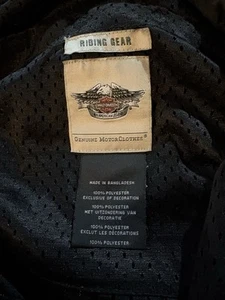 RIDING GEAR
GENUINE MOTORCLOTHES®
MADE IN BANGLADESH
100% POLYESTER
EXCLUSIVE OF DECORATION
100% POLYESTER
MET UITZONDERING VAN
DECORATIE
100% POLYESTER
EXCLUT LES DÉCORATIONS
100% POLYESTER